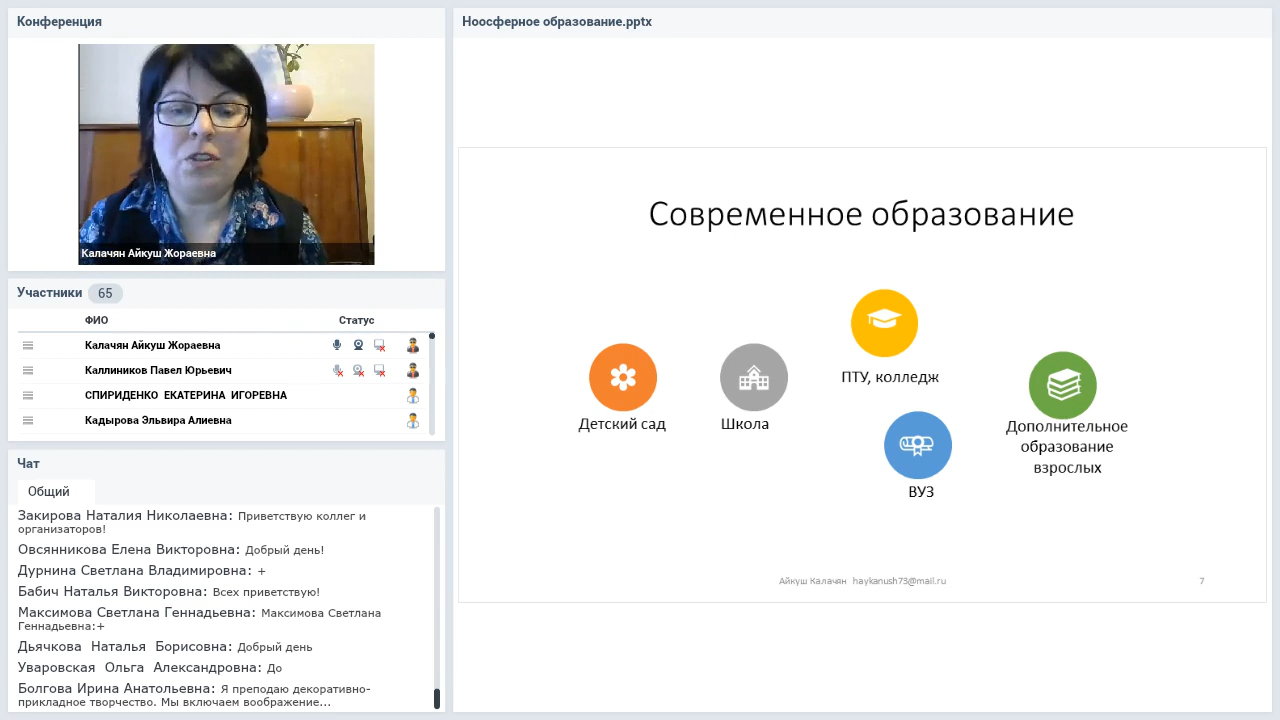 Конференция
Калачян Айкуш Жораевна
Участники 65
ФИО Статус
Калачян Айкуш Жораевна
Каллиников Павел Юрьевич
СПИРИДЕНКО ЕКАТЕРИНА ИГОРЕВНА
Кадырова Эльвира Алиевна
Чат
Общий
Закирова Наталия Николаевна: Приветствую коллег и
организаторов!
Овсянникова Елена Викторовна: Добрый день!
Дурнина Светлана Владимировна: +
Бабич Наталья Викторовна: Всех приветствую!
Максимова Светлана Геннадьевна: Максимова Светлана
Геннадьевна:+
Дьячкова Наталья Борисовна: Добрый день
Уваровская Ольга Александровна: До
Болгова Ирина Анатольевна: Я преподаю декоративно-
прикладное творчество. Мы включаем воображение...
Ноосферное образование.pptx
Современное образование
Детский сад
Школа
ПТУ, колледж
ВУЗ
Дополнительное
образование
взрослых
Айкуш Калачян haykanush73@mail.ru
7